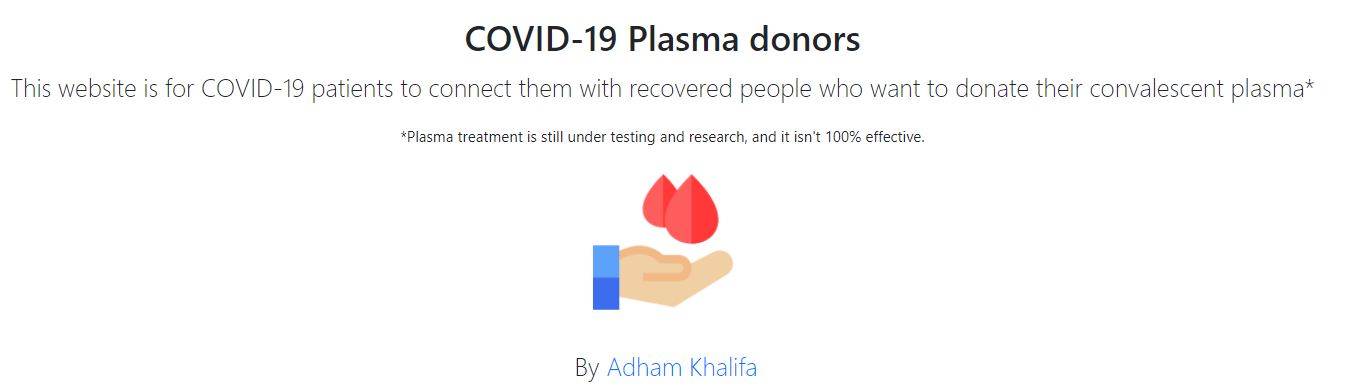 COVID-19 Plasma donors
This website is for COVID-19 patients to connect them with recovered people who want to donate their convalescent plasma*
*Plasma treatment is still under testing and research, and it isn't 100% effective.
By Adham Khalifa